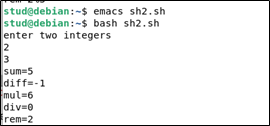 stud@debian:~$ emacs sh2.sh
stud@debian:~$ bash sh2.sh
enter two integers
2
3
sum=5
diff=-1
mul=6
div=0
rem=2